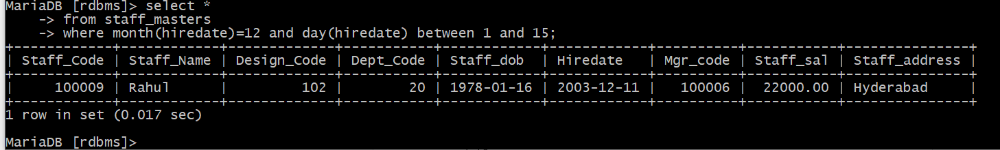 MariaDB [rdbms]> select *
    -> from staff_masters
    -> where month(hiredate)=12 and day(hiredate) between 1 and 15;
+------------+------------+-------------+-----------+------------+------------+----------+-----------+---------------+
| Staff_Code | Staff_Name | Design_Code | Dept_Code | Staff_dob  | Hiredate   | Mgr_code | Staff_sal | Staff_address |
+------------+------------+-------------+-----------+------------+------------+----------+-----------+---------------+
|     100009 | Rahul      |         102 |        20 | 1978-01-16 | 2003-12-11 |   100006 |  22000.00 | Hyderabad     |
+------------+------------+-------------+-----------+------------+------------+----------+-----------+---------------+
1 row in set (0.017 sec)

MariaDB [rdbms]>